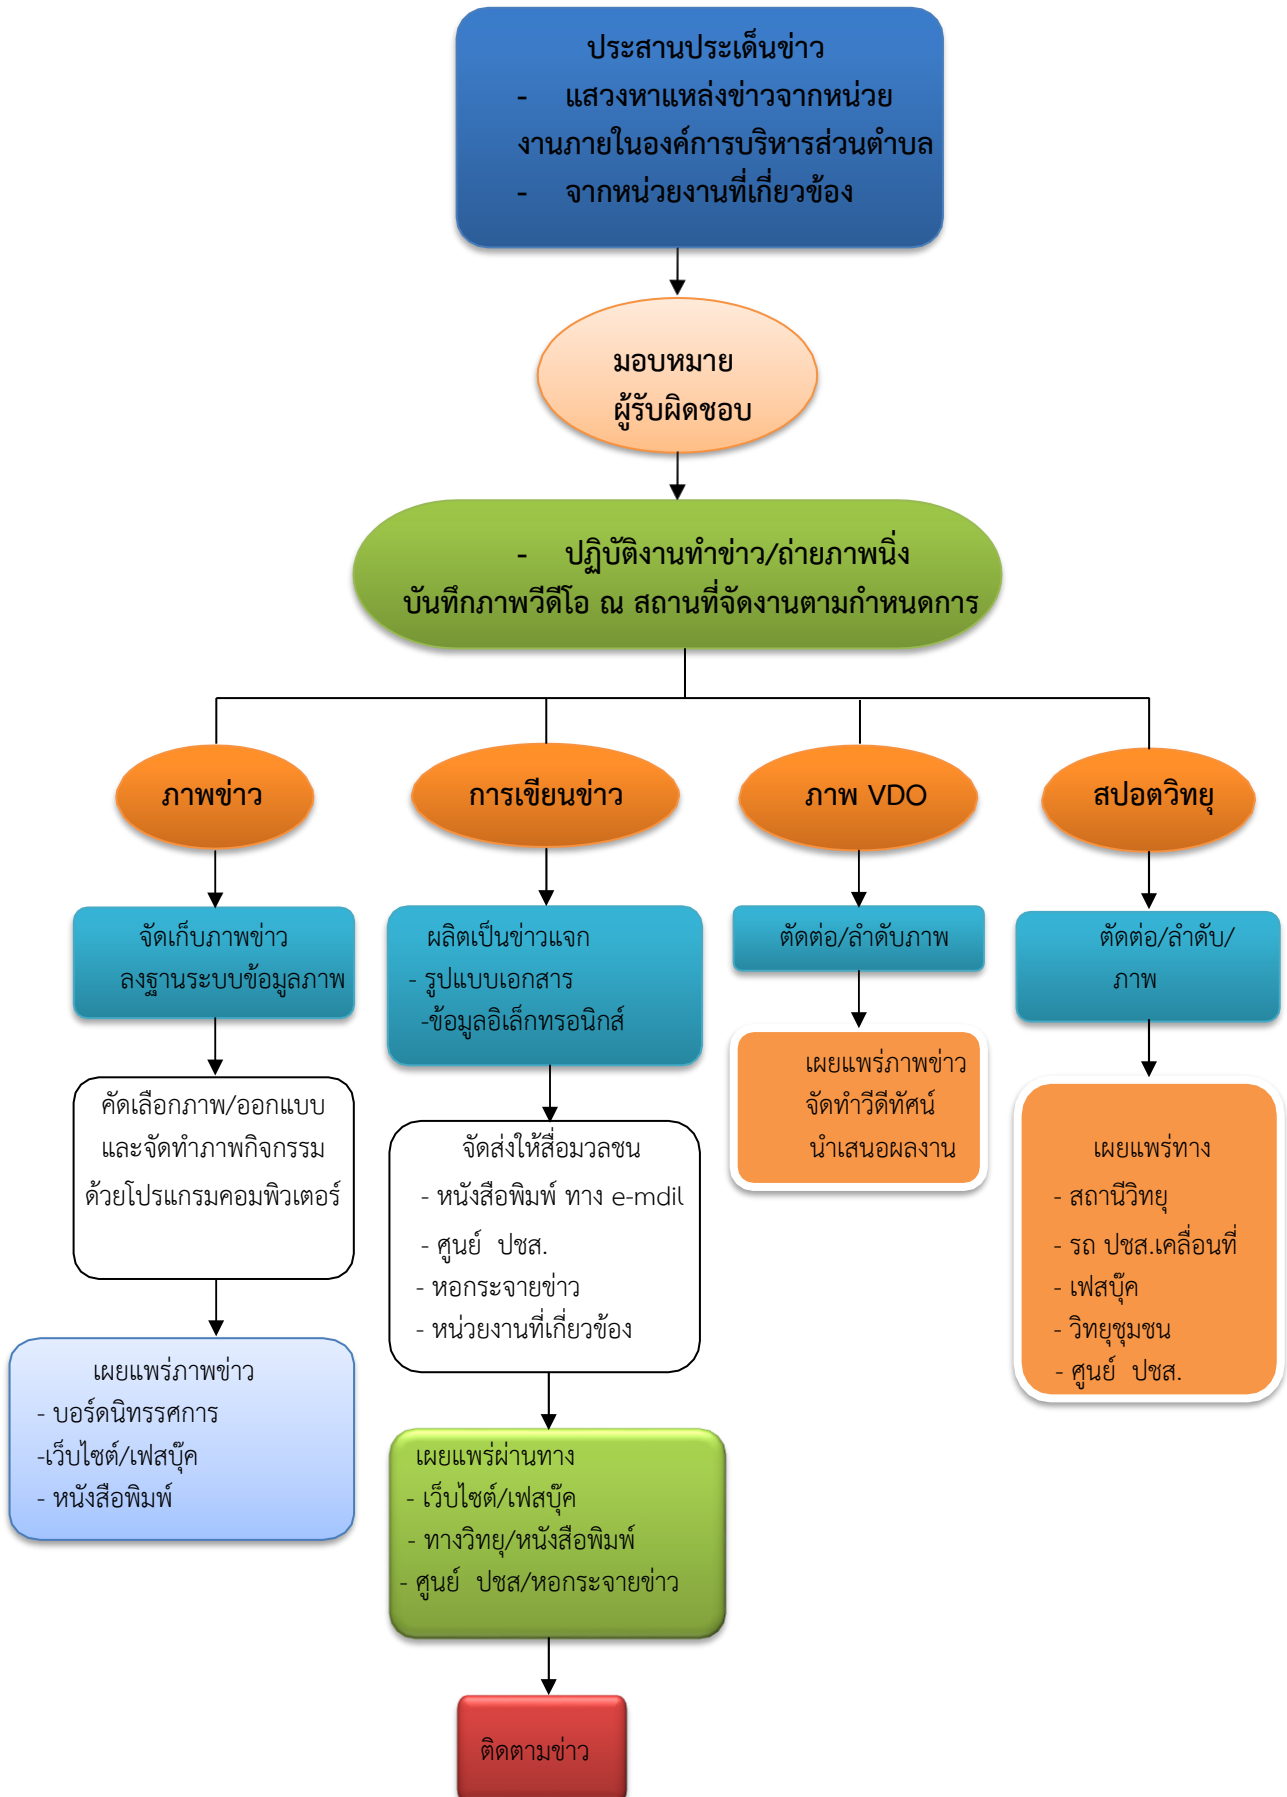 ประสานประเด็นข่าว
- แสวงหาแหล่งข่าวจากหน่วย
งานภายในองค์การบริหารส่วนตำบล
- จากหน่วยงานที่เกี่ยวข้อง
มอบหมาย
ผู้รับผิดชอบ
- ปฏิบัติงานทำข่าว/ถ่ายภาพนิ่ง
บันทึกภาพวีดีโอ ณ สถานที่จัดงานตามกำหนดการ
ภาพข่าว
จัดเก็บภาพข่าว
ลงฐานระบบข้อมูลภาพ
คัดเลือกภาพ/ออกแบบ
และจัดทำภาพกิจกรรม
ด้วยโปรแกรมคอมพิวเตอร์
เผยแพร่ภาพข่าว
- บอร์ดนิทรรศการ
-เว็บไซต์/เฟสบุ๊ค
- หนังสือพิมพ์
การเขียนข่าว
ผลิตเป็นข่าวแจก
- รูปแบบเอกสาร
-ข้อมูลอิเล็กทรอนิกส์
จัดส่งให้สื่อมวลชน
- หนังสือพิมพ์ ทาง e-mdil
- ศูนย์ ปชส.
- หอกระจายข่าว
- หน่วยงานที่เกี่ยวข้อง
เผยแพร่ผ่านทาง
- เว็บไซต์/เฟสบุ๊ค
- ทางวิทยุ/หนังสือพิมพ์
- ศูนย์ ปชส/หอกระจายข่าว
ติดตามข่าว
ภาพ VDO
ตัดต่อ/ลำดับภาพ
เผยแพร่ภาพข่าว
จัดทำวีดีทัศน์
นำเสนอผลงาน
สปอตวิทยุ
ตัดต่อ/ลำดับ/
ภาพ
เผยแพร่ทาง
- สถานีวิทยุ
- รถ ปชส.เคลื่อนที่
- เฟสบุ๊ค
- วิทยุชุมชน
- ศูนย์ ปชส.